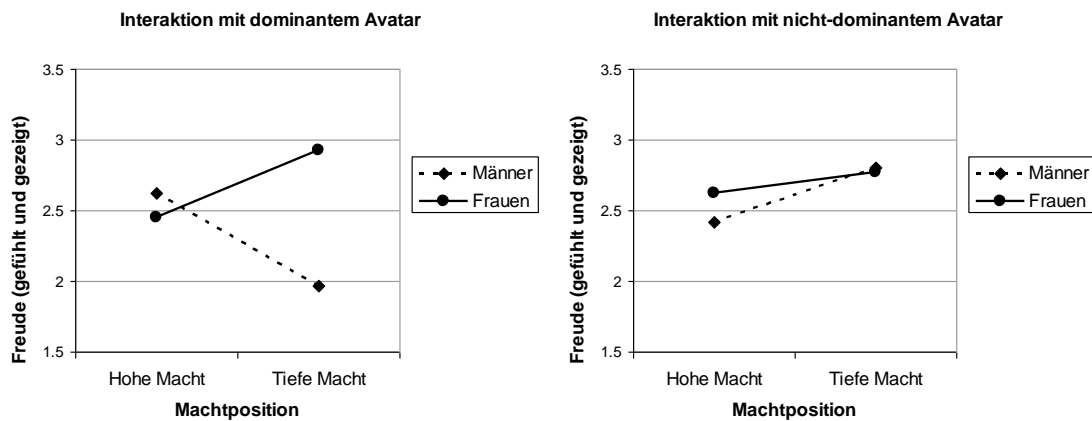 Interaktion mit dominantem Avatar
3.5
3
2.5
2
1.5
Freude (gefühlt und gezeigt)
Hohe Macht
Tiefe Macht
Machtposition
Männer
Frauen
Interaktion mit nicht-dominantem Avatar
3.5
3
2.5
2
1.5
Freude (gefühlt und gezeigt)
Hohe Macht
Tiefe Macht
Machtposition
Männer
Frauen